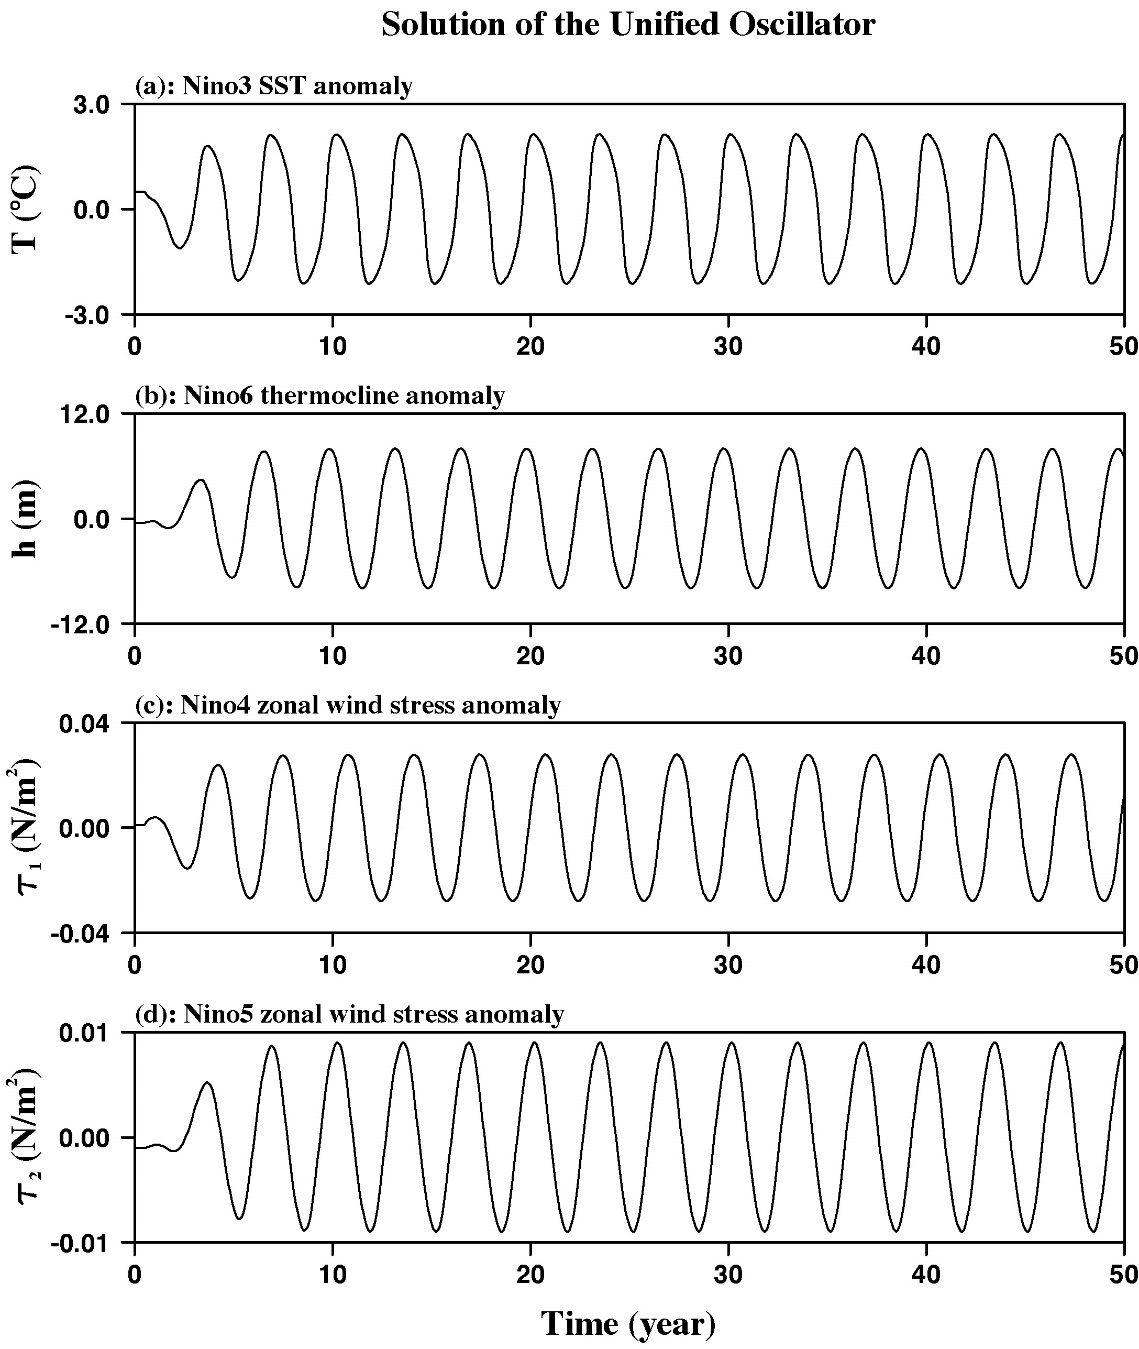 Solution of the Unified Oscillator
(a): Nino3 SST anomaly
3.0
0.0
-3.0
T (°C)
0 10 20 30 40 50
(b): Nino6 thermocline anomaly
12.0
0.0
-12.0
h (m)
0 10 20 30 40 50
(c): Nino4 zonal wind stress anomaly
0.04
0.00
-0.04
τ₁ (N/m²)
0 10 20 30 40 50
(d): Nino5 zonal wind stress anomaly
0.01
0.00
-0.01
τ₂ (N/m²)
0 10 20 30 40 50
Time (year)